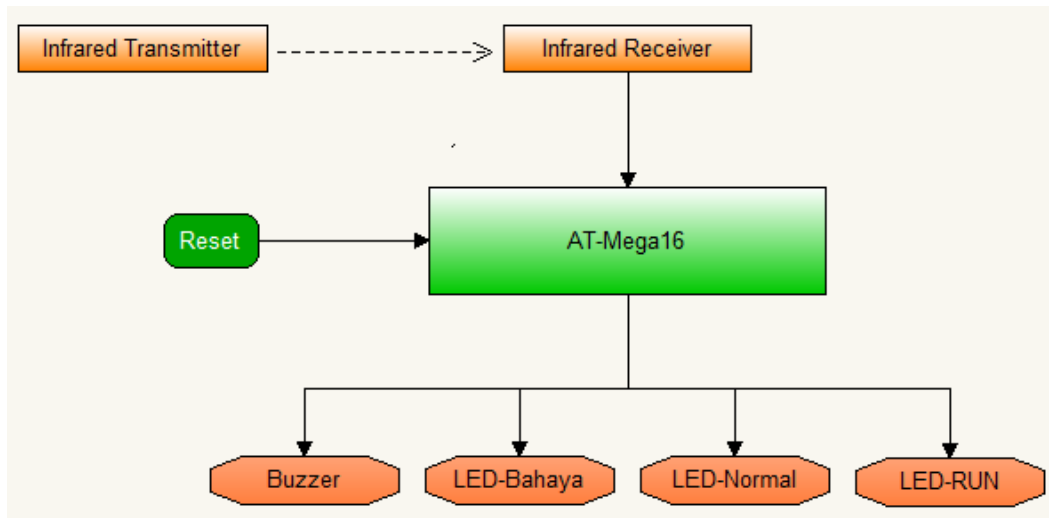 Infrared Transmitter
Infrared Receiver
Reset
AT-Mega16
Buzzer
LED-Bahaya
LED-Normal
LED-RUN